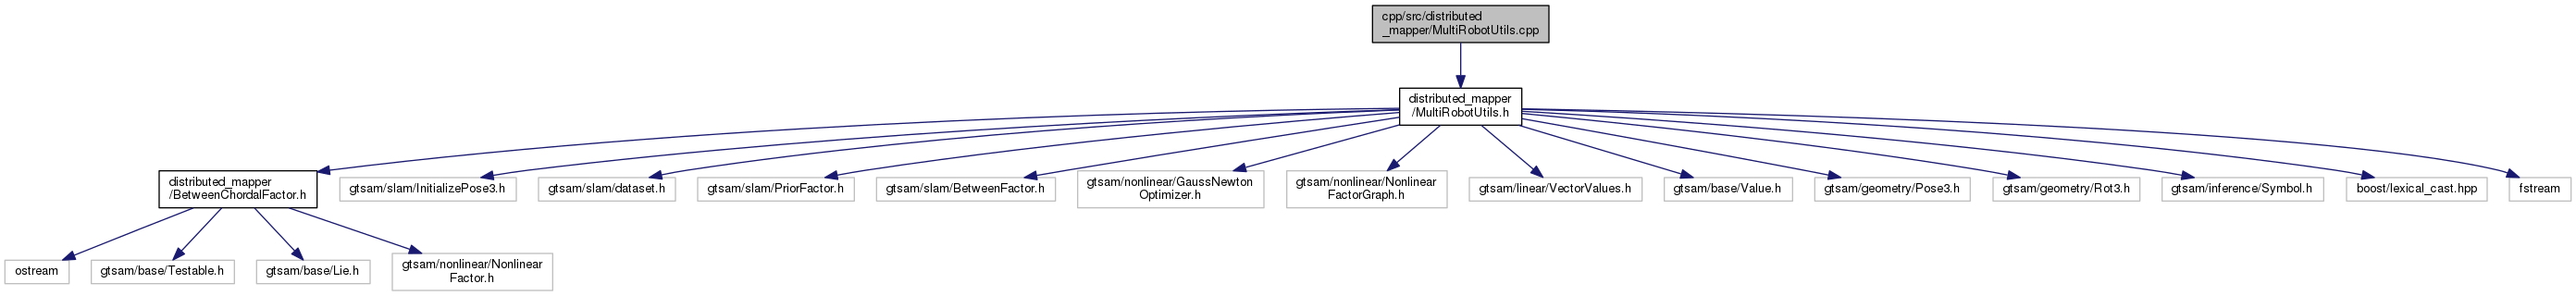 cpp/src/distributed
_mapper/MultiRobotUtils.cpp
distributed_mapper
/MultiRobotUtils.h
distributed_mapper
/BetweenChordalFactor.h
gtsam/slam/InitializePose3.h
gtsam/slam/dataset.h
gtsam/slam/PriorFactor.h
gtsam/slam/BetweenFactor.h
gtsam/nonlinear/GaussNewton
Optimizer.h
gtsam/nonlinear/Nonlinear
FactorGraph.h
gtsam/linear/VectorValues.h
gtsam/base/Value.h
gtsam/geometry/Pose3.h
gtsam/geometry/Rot3.h
gtsam/inference/Symbol.h
boost/lexical_cast.hpp
fstream
ostream
gtsam/base/Testable.h
gtsam/base/Lie.h
gtsam/nonlinear/Nonlinear
Factor.h